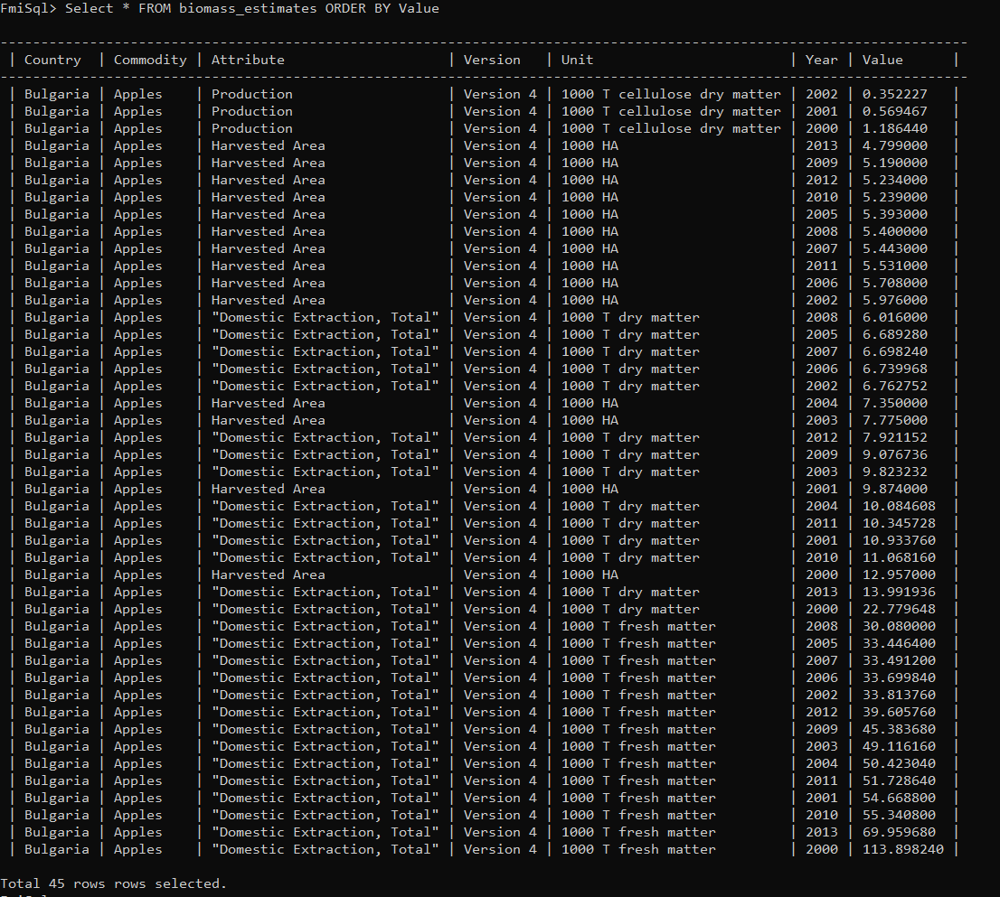 FmiSql> Select * FROM biomass_estimates ORDER BY Value
-----------------------------------------------------------------------------------------------------------------------
| Country  | Commodity | Attribute                    | Version   | Unit                        | Year | Value      |
-----------------------------------------------------------------------------------------------------------------------
| Bulgaria | Apples    | Production                   | Version 4 | 1000 T cellulose dry matter | 2002 | 0.352227   |
| Bulgaria | Apples    | Production                   | Version 4 | 1000 T cellulose dry matter | 2001 | 0.569467   |
| Bulgaria | Apples    | Production                   | Version 4 | 1000 T cellulose dry matter | 2000 | 1.186440   |
| Bulgaria | Apples    | Harvested Area               | Version 4 | 1000 HA                     | 2013 | 4.799000   |
| Bulgaria | Apples    | Harvested Area               | Version 4 | 1000 HA                     | 2009 | 5.190000   |
| Bulgaria | Apples    | Harvested Area               | Version 4 | 1000 HA                     | 2012 | 5.234000   |
| Bulgaria | Apples    | Harvested Area               | Version 4 | 1000 HA                     | 2010 | 5.239000   |
| Bulgaria | Apples    | Harvested Area               | Version 4 | 1000 HA                     | 2005 | 5.393000   |
| Bulgaria | Apples    | Harvested Area               | Version 4 | 1000 HA                     | 2008 | 5.400000   |
| Bulgaria | Apples    | Harvested Area               | Version 4 | 1000 HA                     | 2007 | 5.443000   |
| Bulgaria | Apples    | Harvested Area               | Version 4 | 1000 HA                     | 2011 | 5.531000   |
| Bulgaria | Apples    | Harvested Area               | Version 4 | 1000 HA                     | 2006 | 5.708000   |
| Bulgaria | Apples    | Harvested Area               | Version 4 | 1000 HA                     | 2002 | 5.976000   |
| Bulgaria | Apples    | "Domestic Extraction, Total" | Version 4 | 1000 T dry matter           | 2008 | 6.016000   |
| Bulgaria | Apples    | "Domestic Extraction, Total" | Version 4 | 1000 T dry matter           | 2005 | 6.689280   |
| Bulgaria | Apples    | "Domestic Extraction, Total" | Version 4 | 1000 T dry matter           | 2007 | 6.698240   |
| Bulgaria | Apples    | "Domestic Extraction, Total" | Version 4 | 1000 T dry matter           | 2006 | 6.739968   |
| Bulgaria | Apples    | "Domestic Extraction, Total" | Version 4 | 1000 T dry matter           | 2002 | 6.762752   |
| Bulgaria | Apples    | Harvested Area               | Version 4 | 1000 HA                     | 2004 | 7.350000   |
| Bulgaria | Apples    | Harvested Area               | Version 4 | 1000 HA                     | 2003 | 7.775000   |
| Bulgaria | Apples    | "Domestic Extraction, Total" | Version 4 | 1000 T dry matter           | 2012 | 7.921152   |
| Bulgaria | Apples    | "Domestic Extraction, Total" | Version 4 | 1000 T dry matter           | 2009 | 9.076736   |
| Bulgaria | Apples    | "Domestic Extraction, Total" | Version 4 | 1000 T dry matter           | 2003 | 9.823232   |
| Bulgaria | Apples    | Harvested Area               | Version 4 | 1000 HA                     | 2001 | 9.874000   |
| Bulgaria | Apples    | "Domestic Extraction, Total" | Version 4 | 1000 T dry matter           | 2004 | 10.084608  |
| Bulgaria | Apples    | "Domestic Extraction, Total" | Version 4 | 1000 T dry matter           | 2011 | 10.345728  |
| Bulgaria | Apples    | "Domestic Extraction, Total" | Version 4 | 1000 T dry matter           | 2001 | 10.933760  |
| Bulgaria | Apples    | "Domestic Extraction, Total" | Version 4 | 1000 T dry matter           | 2010 | 11.068160  |
| Bulgaria | Apples    | Harvested Area               | Version 4 | 1000 HA                     | 2000 | 12.957000  |
| Bulgaria | Apples    | "Domestic Extraction, Total" | Version 4 | 1000 T dry matter           | 2013 | 13.991936  |
| Bulgaria | Apples    | "Domestic Extraction, Total" | Version 4 | 1000 T dry matter           | 2000 | 22.779648  |
| Bulgaria | Apples    | "Domestic Extraction, Total" | Version 4 | 1000 T fresh matter         | 2008 | 30.080000  |
| Bulgaria | Apples    | "Domestic Extraction, Total" | Version 4 | 1000 T fresh matter         | 2005 | 33.446400  |
| Bulgaria | Apples    | "Domestic Extraction, Total" | Version 4 | 1000 T fresh matter         | 2007 | 33.491200  |
| Bulgaria | Apples    | "Domestic Extraction, Total" | Version 4 | 1000 T fresh matter         | 2006 | 33.699840  |
| Bulgaria | Apples    | "Domestic Extraction, Total" | Version 4 | 1000 T fresh matter         | 2002 | 33.813760  |
| Bulgaria | Apples    | "Domestic Extraction, Total" | Version 4 | 1000 T fresh matter         | 2012 | 39.605760  |
| Bulgaria | Apples    | "Domestic Extraction, Total" | Version 4 | 1000 T fresh matter         | 2009 | 45.383680  |
| Bulgaria | Apples    | "Domestic Extraction, Total" | Version 4 | 1000 T fresh matter         | 2003 | 49.116160  |
| Bulgaria | Apples    | "Domestic Extraction, Total" | Version 4 | 1000 T fresh matter         | 2004 | 50.423040  |
| Bulgaria | Apples    | "Domestic Extraction, Total" | Version 4 | 1000 T fresh matter         | 2011 | 51.728640  |
| Bulgaria | Apples    | "Domestic Extraction, Total" | Version 4 | 1000 T fresh matter         | 2001 | 54.668800  |
| Bulgaria | Apples    | "Domestic Extraction, Total" | Version 4 | 1000 T fresh matter         | 2010 | 55.340800  |
| Bulgaria | Apples    | "Domestic Extraction, Total" | Version 4 | 1000 T fresh matter         | 2013 | 69.959680  |
| Bulgaria | Apples    | "Domestic Extraction, Total" | Version 4 | 1000 T fresh matter         | 2000 | 113.898240 |
Total 45 rows rows selected.